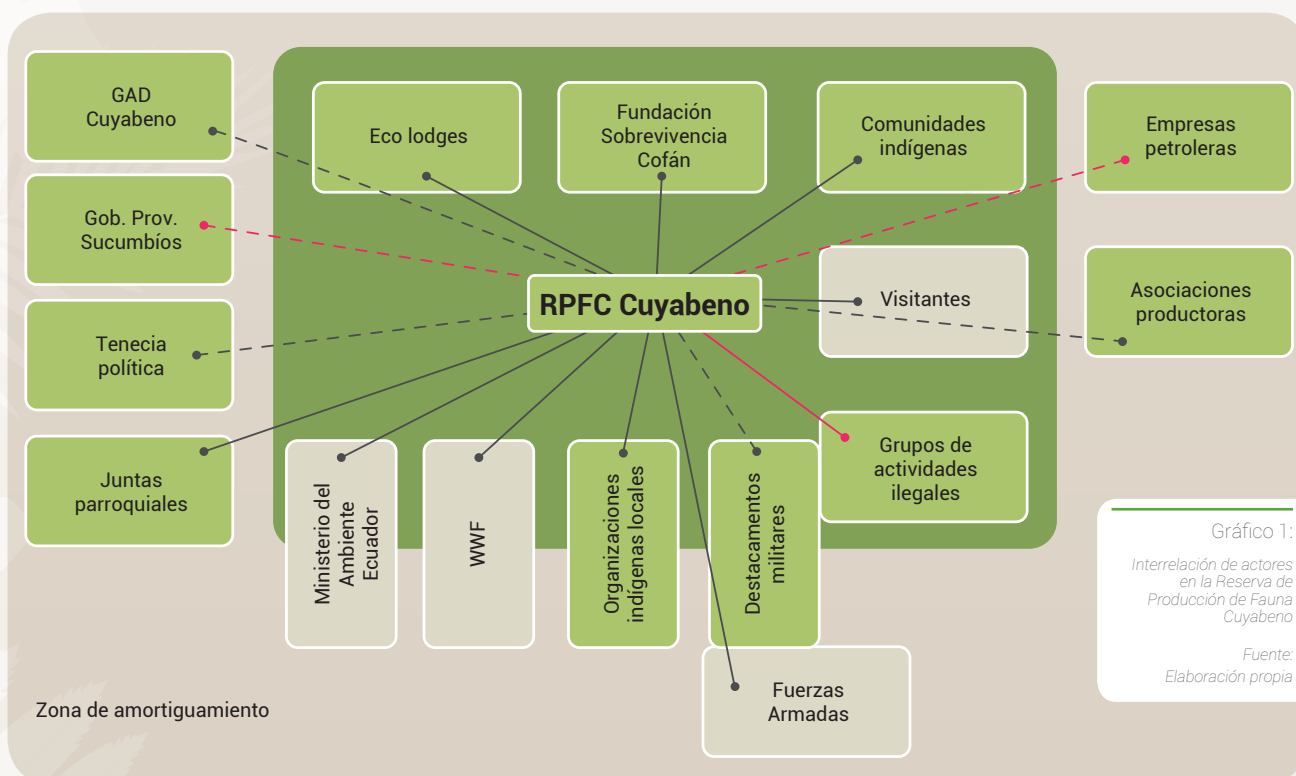 GAD
Cuyabeno
Eco lodges
Fundación
Sobrevivencia
Cofán
Comunidades
indígenas
Empresas
petroleras
Gob. Prov.
Sucumbíos
RPFC Cuyabeno
Visitantes
Asociaciones
productoras
Tenecia
política
Juntas
parroquiales
Ministerio del
Ambiente
Ecuador
WWF
Organizaciones
indígenas locales
Destacamentos
militares
Grupos de
actividades
ilegales
Fuerzas
Armadas
Zona de amortiguamiento
Gráfico 1:
Interrelación de actores
en la Reserva de
Producción de Fauna
Cuyabeno
Fuente:
Elaboración propia